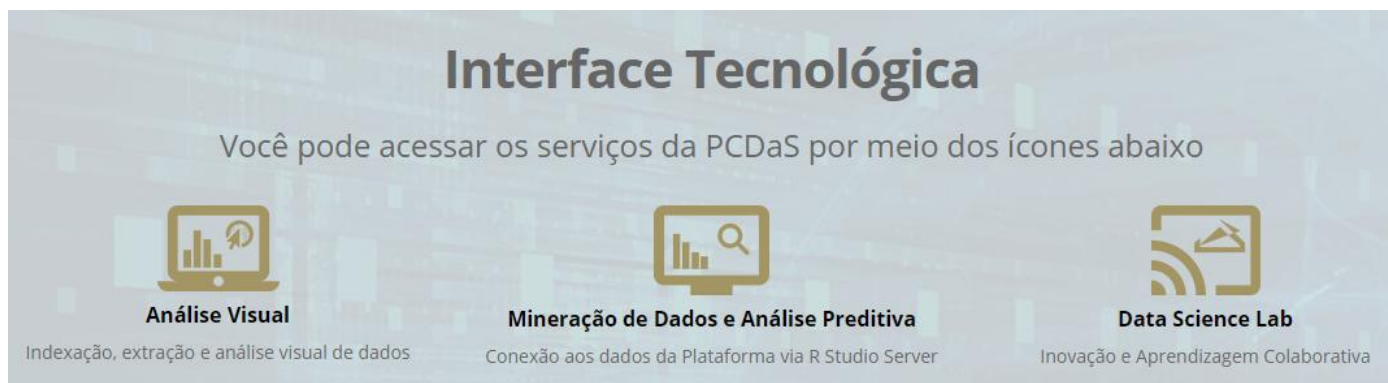 Interface Tecnológica
Você pode acessar os serviços da PCDaS por meio dos ícones abaixo
Análise Visual
Indexação, extração e análise visual de dados
Mineração de Dados e Análise Preditiva
Conexão aos dados da Plataforma via R Studio Server
Data Science Lab
Inovação e Aprendizagem Colaborativa